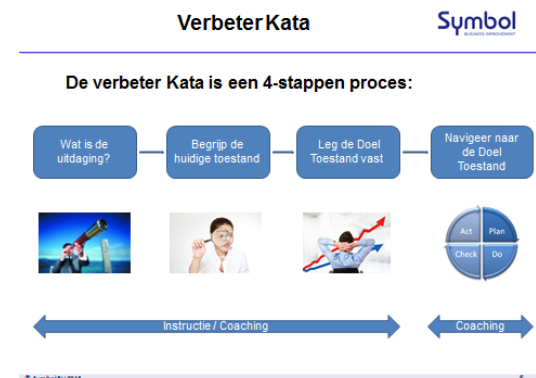 Verbeter Kata
Symbol
BUSINESS IMPROVEMENT
De verbeter Kata is een 4-stappen proces:
Wat is de
uitdaging?
Begrijp de
huidige toestand
Leg de Doel
Toestand vast
Navigeer naar
de Doel
Toestand
Act
Plan
Check
Do
Instructie / Coaching
Coaching